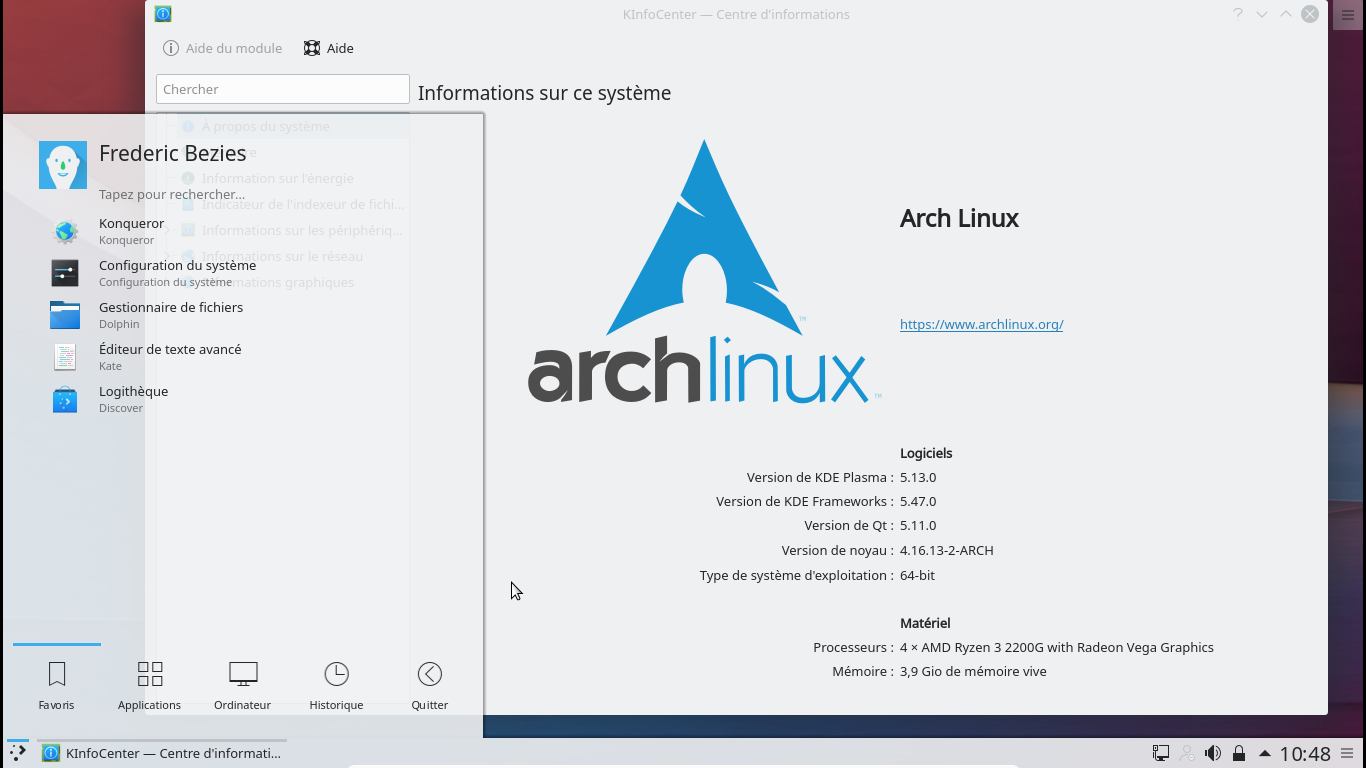 KInfoCenter — Centre d'informations
Aide du module
Aide
Chercher
Informations sur ce système
À propos du système
Information sur l'énergie
Indicateur de l'indexeur de fichi...
Informations sur les périphériq...
Informations sur le réseau
graphiques
Frederic Bezies
Tapez pour rechercher...
Konqueror
Konqueror
Configuration du système
Configuration du système
Gestionnaire de fichiers
Dolphin
Éditeur de texte avancé
Kate
Logithèque
Discover
Favoris
Applications
Ordinateur
Historique
Quitter
archlinux
TM
TM
Arch Linux
https://www.archlinux.org/
Logiciels
Version de KDE Plasma : 5.13.0
Version de KDE Frameworks : 5.47.0
Version de Qt : 5.11.0
Version de noyau : 4.16.13-2-ARCH
Type de système d'exploitation : 64-bit
Matériel
Processeurs : 4 × AMD Ryzen 3 2200G with Radeon Vega Graphics
Mémoire : 3,9 Gio de mémoire vive
KInfoCenter — Centre d'informati...
10:48